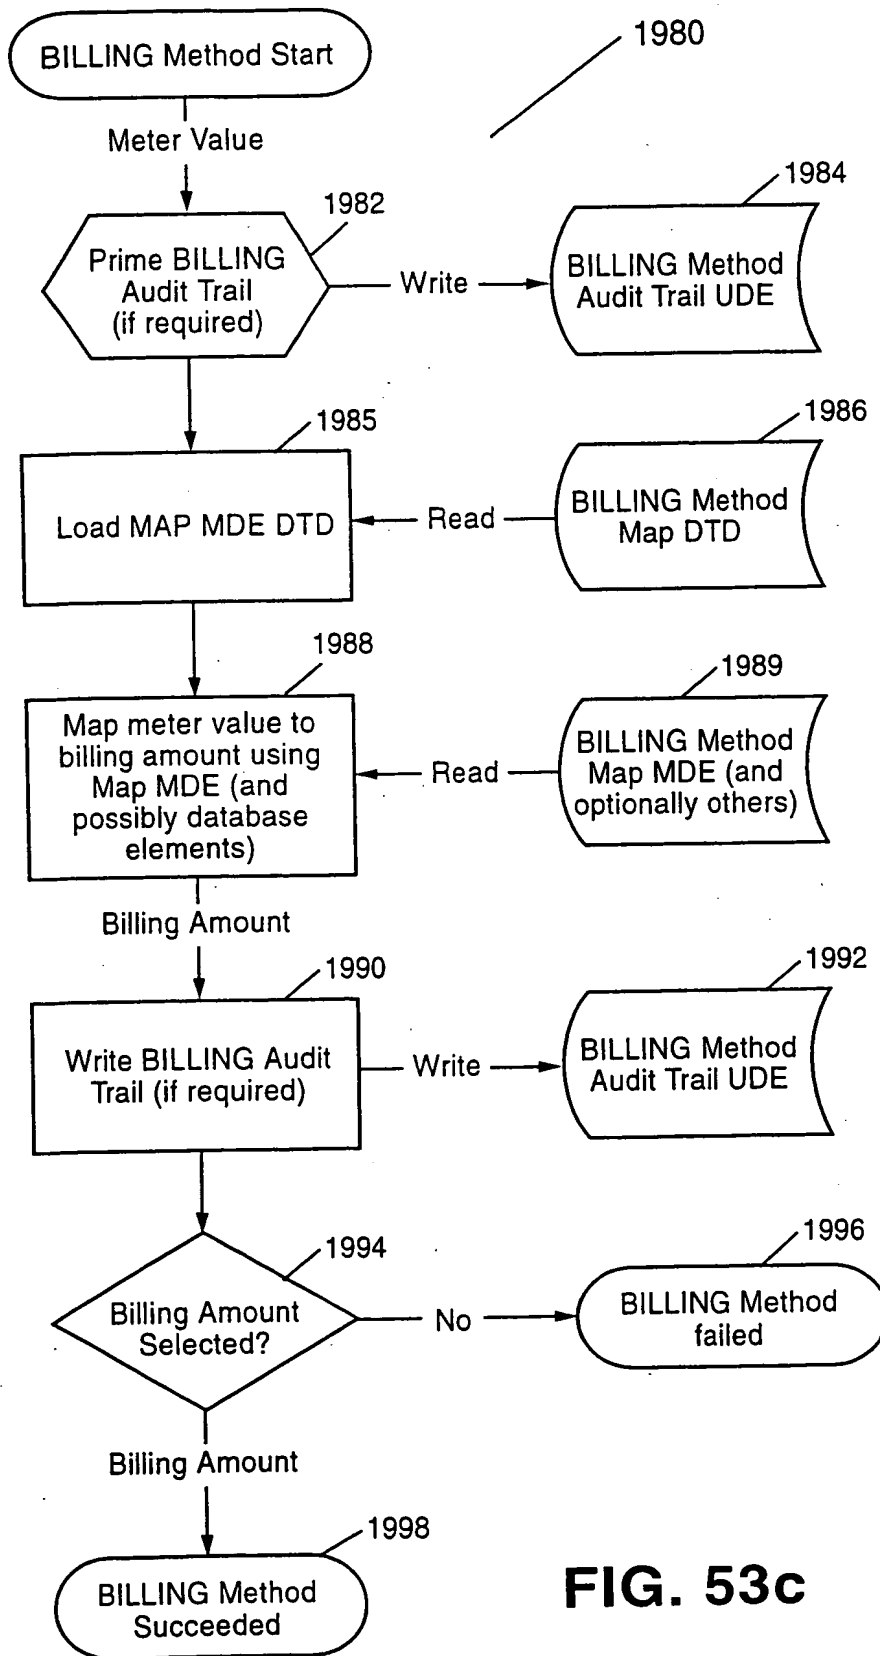 BILLING Method Start
1980
Meter Value
1982
Prime BILLING
Audit Trail
(if required)
Write
1984
BILLING Method
Audit Trail UDE
1985
Load MAP MDE DTD
Read
1986
BILLING Method
Map DTD
1988
Map meter value to
billing amount using
Map MDE (and
possibly database
elements)
Read
1989
BILLING Method
Map MDE (and
optionally others)
Billing Amount
1990
Write BILLING Audit
Trail (if required)
Write
1992
BILLING Method
Audit Trail UDE
1994
Billing Amount
Selected?
No
1996
BILLING Method
failed
Billing Amount
1998
BILLING Method
Succeeded
FIG. 53c